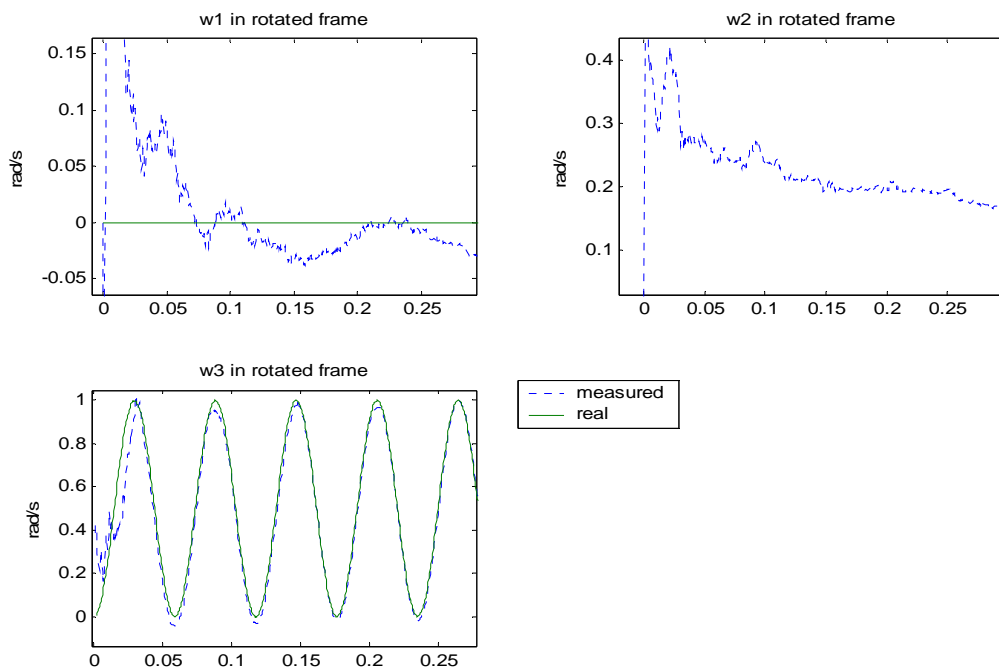 w1 in rotated frame
w2 in rotated frame
0.15
0.1
0.05
0
-0.05
rad/s
0 0.05 0.1 0.15 0.2 0.25
0.4
0.3
0.2
0.1
rad/s
0 0.05 0.1 0.15 0.2 0.25
w3 in rotated frame
1
0.8
0.6
0.4
0.2
0
rad/s
0 0.05 0.1 0.15 0.2 0.25
measured
real